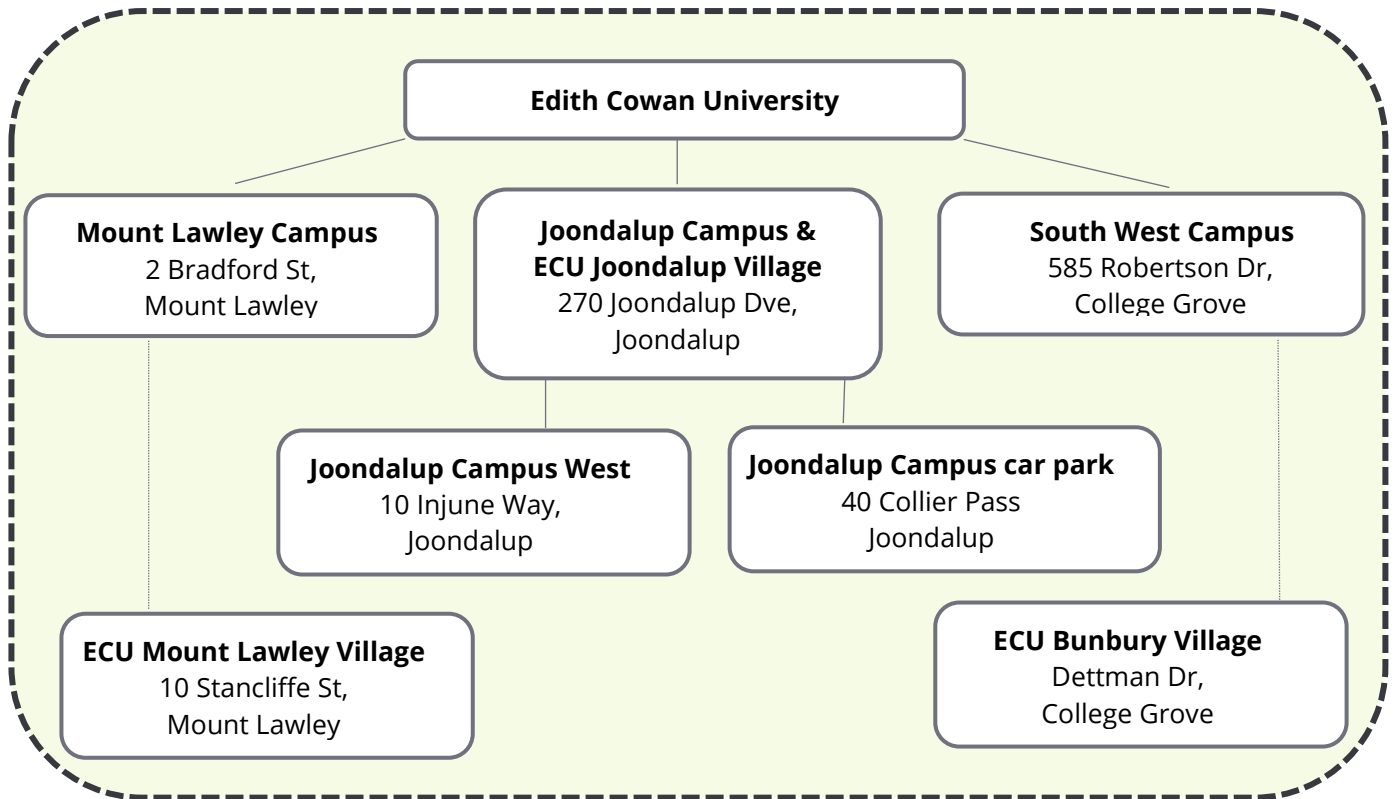 Edith Cowan University
Mount Lawley Campus
2 Bradford St,
Mount Lawley
Joondalup Campus &
ECU Joondalup Village
270 Joondalup Dve,
Joondalup
South West Campus
585 Robertson Dr,
College Grove
Joondalup Campus West
10 Injune Way,
Joondalup
Joondalup Campus car park
40 Collier Pass
Joondalup
ECU Mount Lawley Village
10 Stancliffe St,
Mount Lawley
ECU Bunbury Village
Dettman Dr,
College Grove